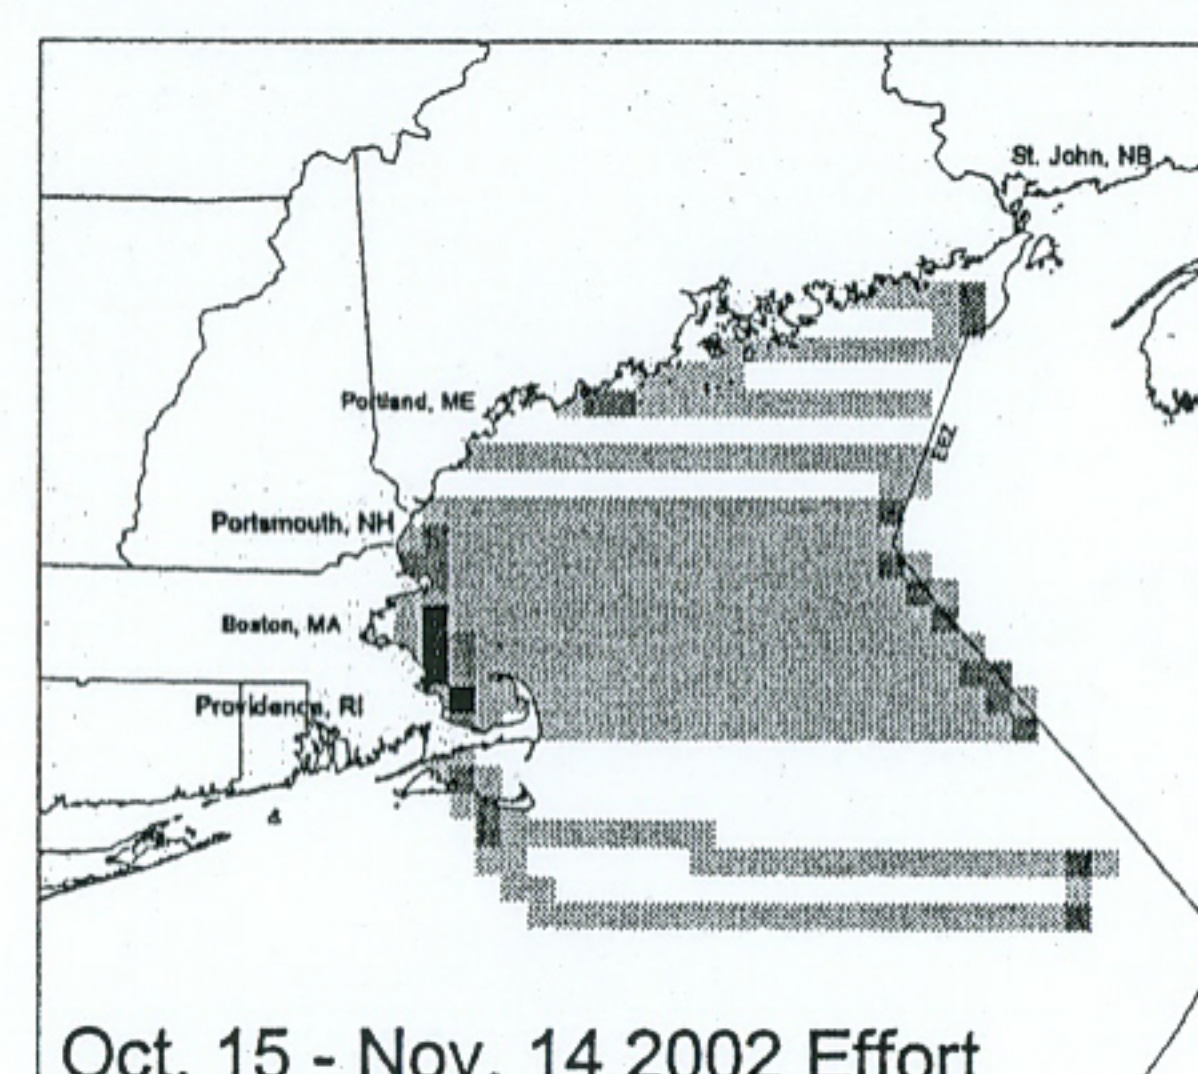 St. John, NB
Portland, ME
EEZ
Portsmouth, NH
Boston, MA
Providence, RI
Oct. 15 - Nov. 14 2002 Effort